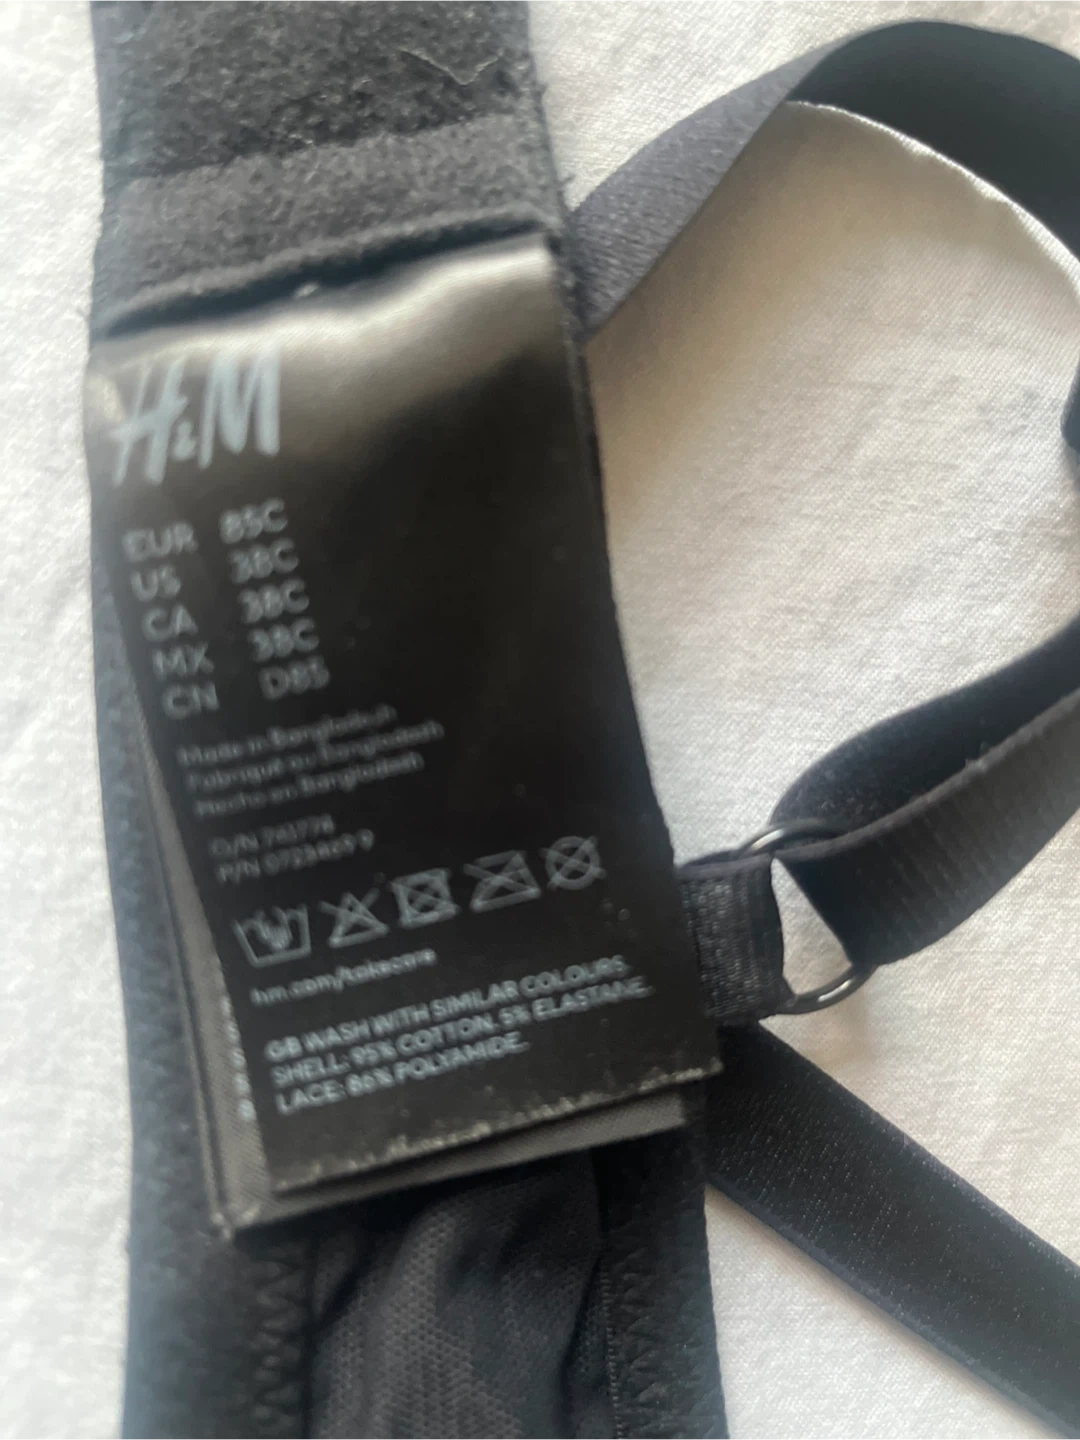 H&M
EUR 85C
US 38C
CA 38C
MX 38C
CN D85
Made in Bangladesh
Fabriqué au Bangladesh
Hecho en Bangladesh
O/N 741778
P/N
hm.com/takecare
GB WASH WITH SIMILAR COLOURS.
SHELL: 95% COTTON. 5% ELASTANE.
LACE: 86% POLYAMIDE.